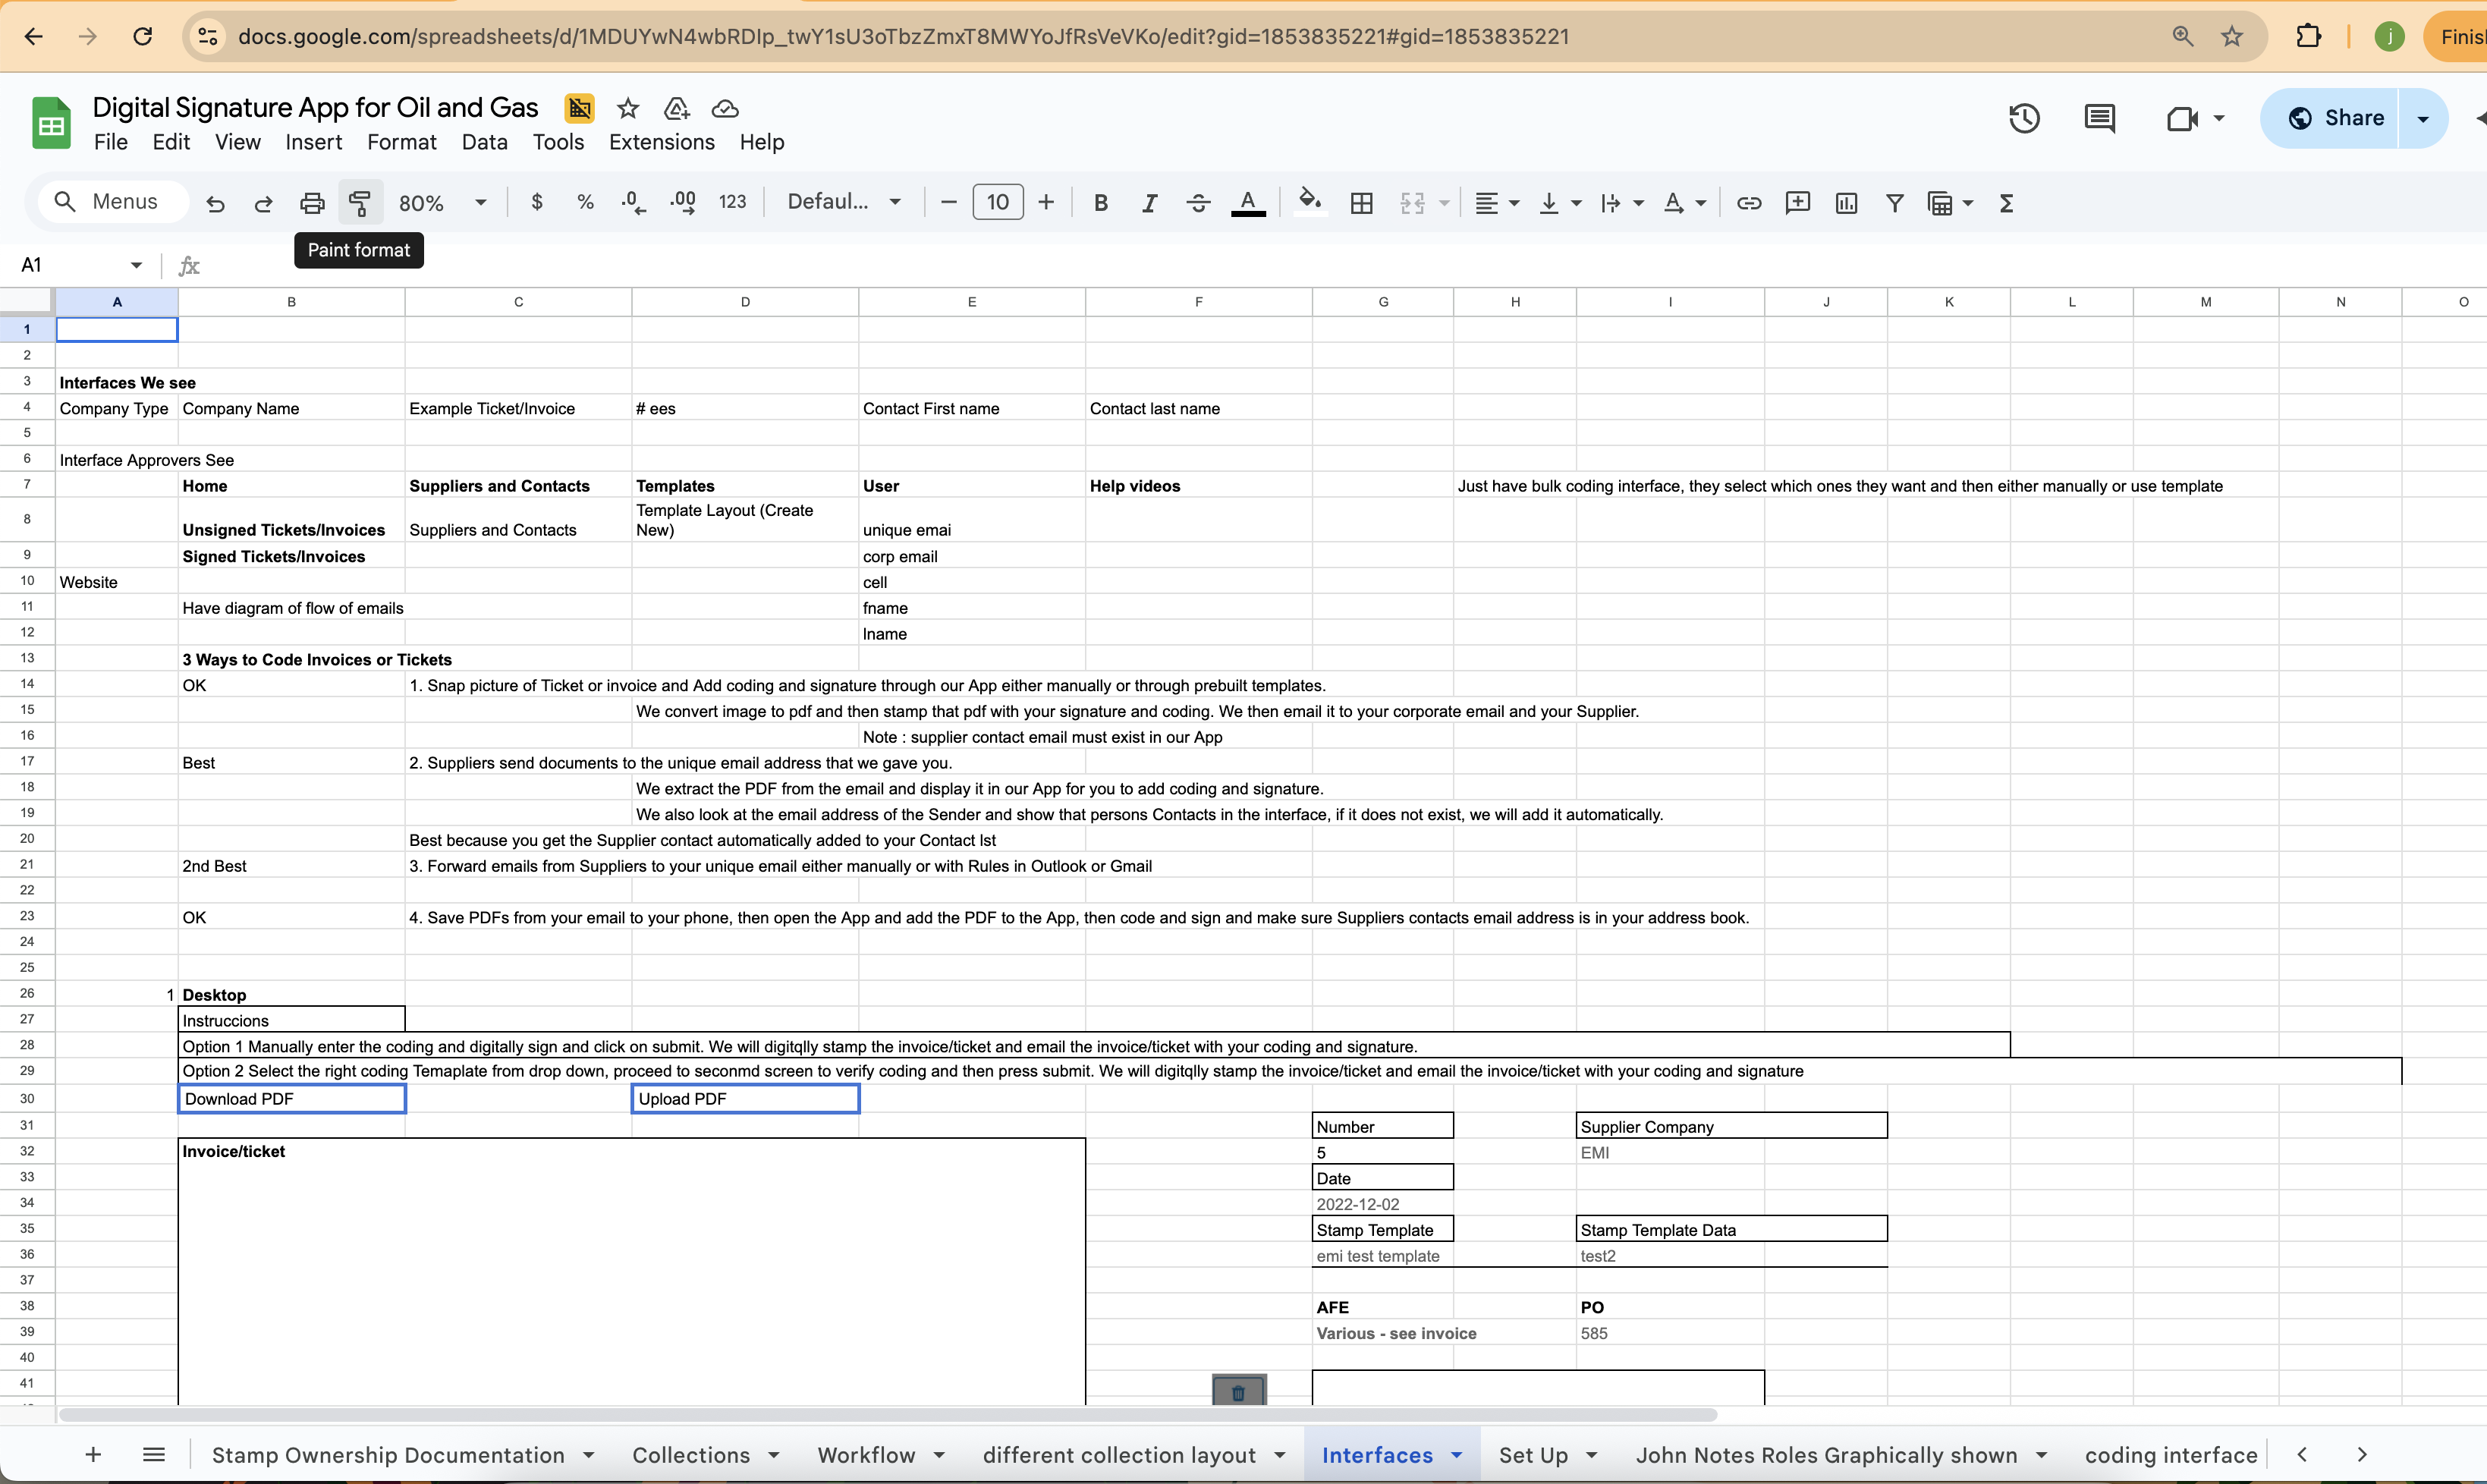 docs.google.com/spreadsheets/d/1MDUYwN4wbRDIp_twY1sU3oTbzZmxT8MWYoJfRsVeVKo/edit?gid=1853835221#gid=1853835221
j
Finis
Digital Signature App for Oil and Gas
File Edit View Insert Format Data Tools Extensions Help
Share
Menus 80% $ % .0 .00 123 Defaul... 10 B I A
Paint format
A1 fx
A B C D E F G H I J K L M N O
1
2
3 Interfaces We see
4 Company Type Company Name Example Ticket/Invoice # ees Contact First name Contact last name
5
6 Interface Approvers See
7 Home Suppliers and Contacts Templates User Help videos Just have bulk coding interface, they select which ones they want and then either manually or use template
8 Unsigned Tickets/Invoices Suppliers and Contacts Template Layout (Create New) unique emai
9 Signed Tickets/Invoices corp email
10 Website cell
11 Have diagram of flow of emails fname
12 lname
13 3 Ways to Code Invoices or Tickets
14 OK 1. Snap picture of Ticket or invoice and Add coding and signature through our App either manually or through prebuilt templates.
15 We convert image to pdf and then stamp that pdf with your signature and coding. We then email it to your corporate email and your Supplier.
16 Note : supplier contact email must exist in our App
17 Best 2. Suppliers send documents to the unique email address that we gave you.
18 We extract the PDF from the email and display it in our App for you to add coding and signature.
19 We also look at the email address of the Sender and show that persons Contacts in the interface, if it does not exist, we will add it automatically.
20 Best because you get the Supplier contact automatically added to your Contact lst
21 2nd Best 3. Forward emails from Suppliers to your unique email either manually or with Rules in Outlook or Gmail
22
23 OK 4. Save PDFs from your email to your phone, then open the App and add the PDF to the App, then code and sign and make sure Suppliers contacts email address is in your address book.
24
25
26 1 Desktop
27 Instruccions
28 Option 1 Manually enter the coding and digitally sign and click on submit. We will digitqlly stamp the invoice/ticket and email the invoice/ticket with your coding and signature.
29 Option 2 Select the right coding Temaplate from drop down, proceed to seconmd screen to verify coding and then press submit. We will digitqlly stamp the invoice/ticket and email the invoice/ticket with your coding and signature
30 Download PDF Upload PDF
31 Number Supplier Company
32 Invoice/ticket 5 EMI
33 Date
34 2022-12-02
35 Stamp Template Stamp Template Data
36 emi test template test2
37
38 AFE PO
39 Various - see invoice 585
40
41
Stamp Ownership Documentation Collections Workflow different collection layout Interfaces Set Up John Notes Roles Graphically shown coding interface